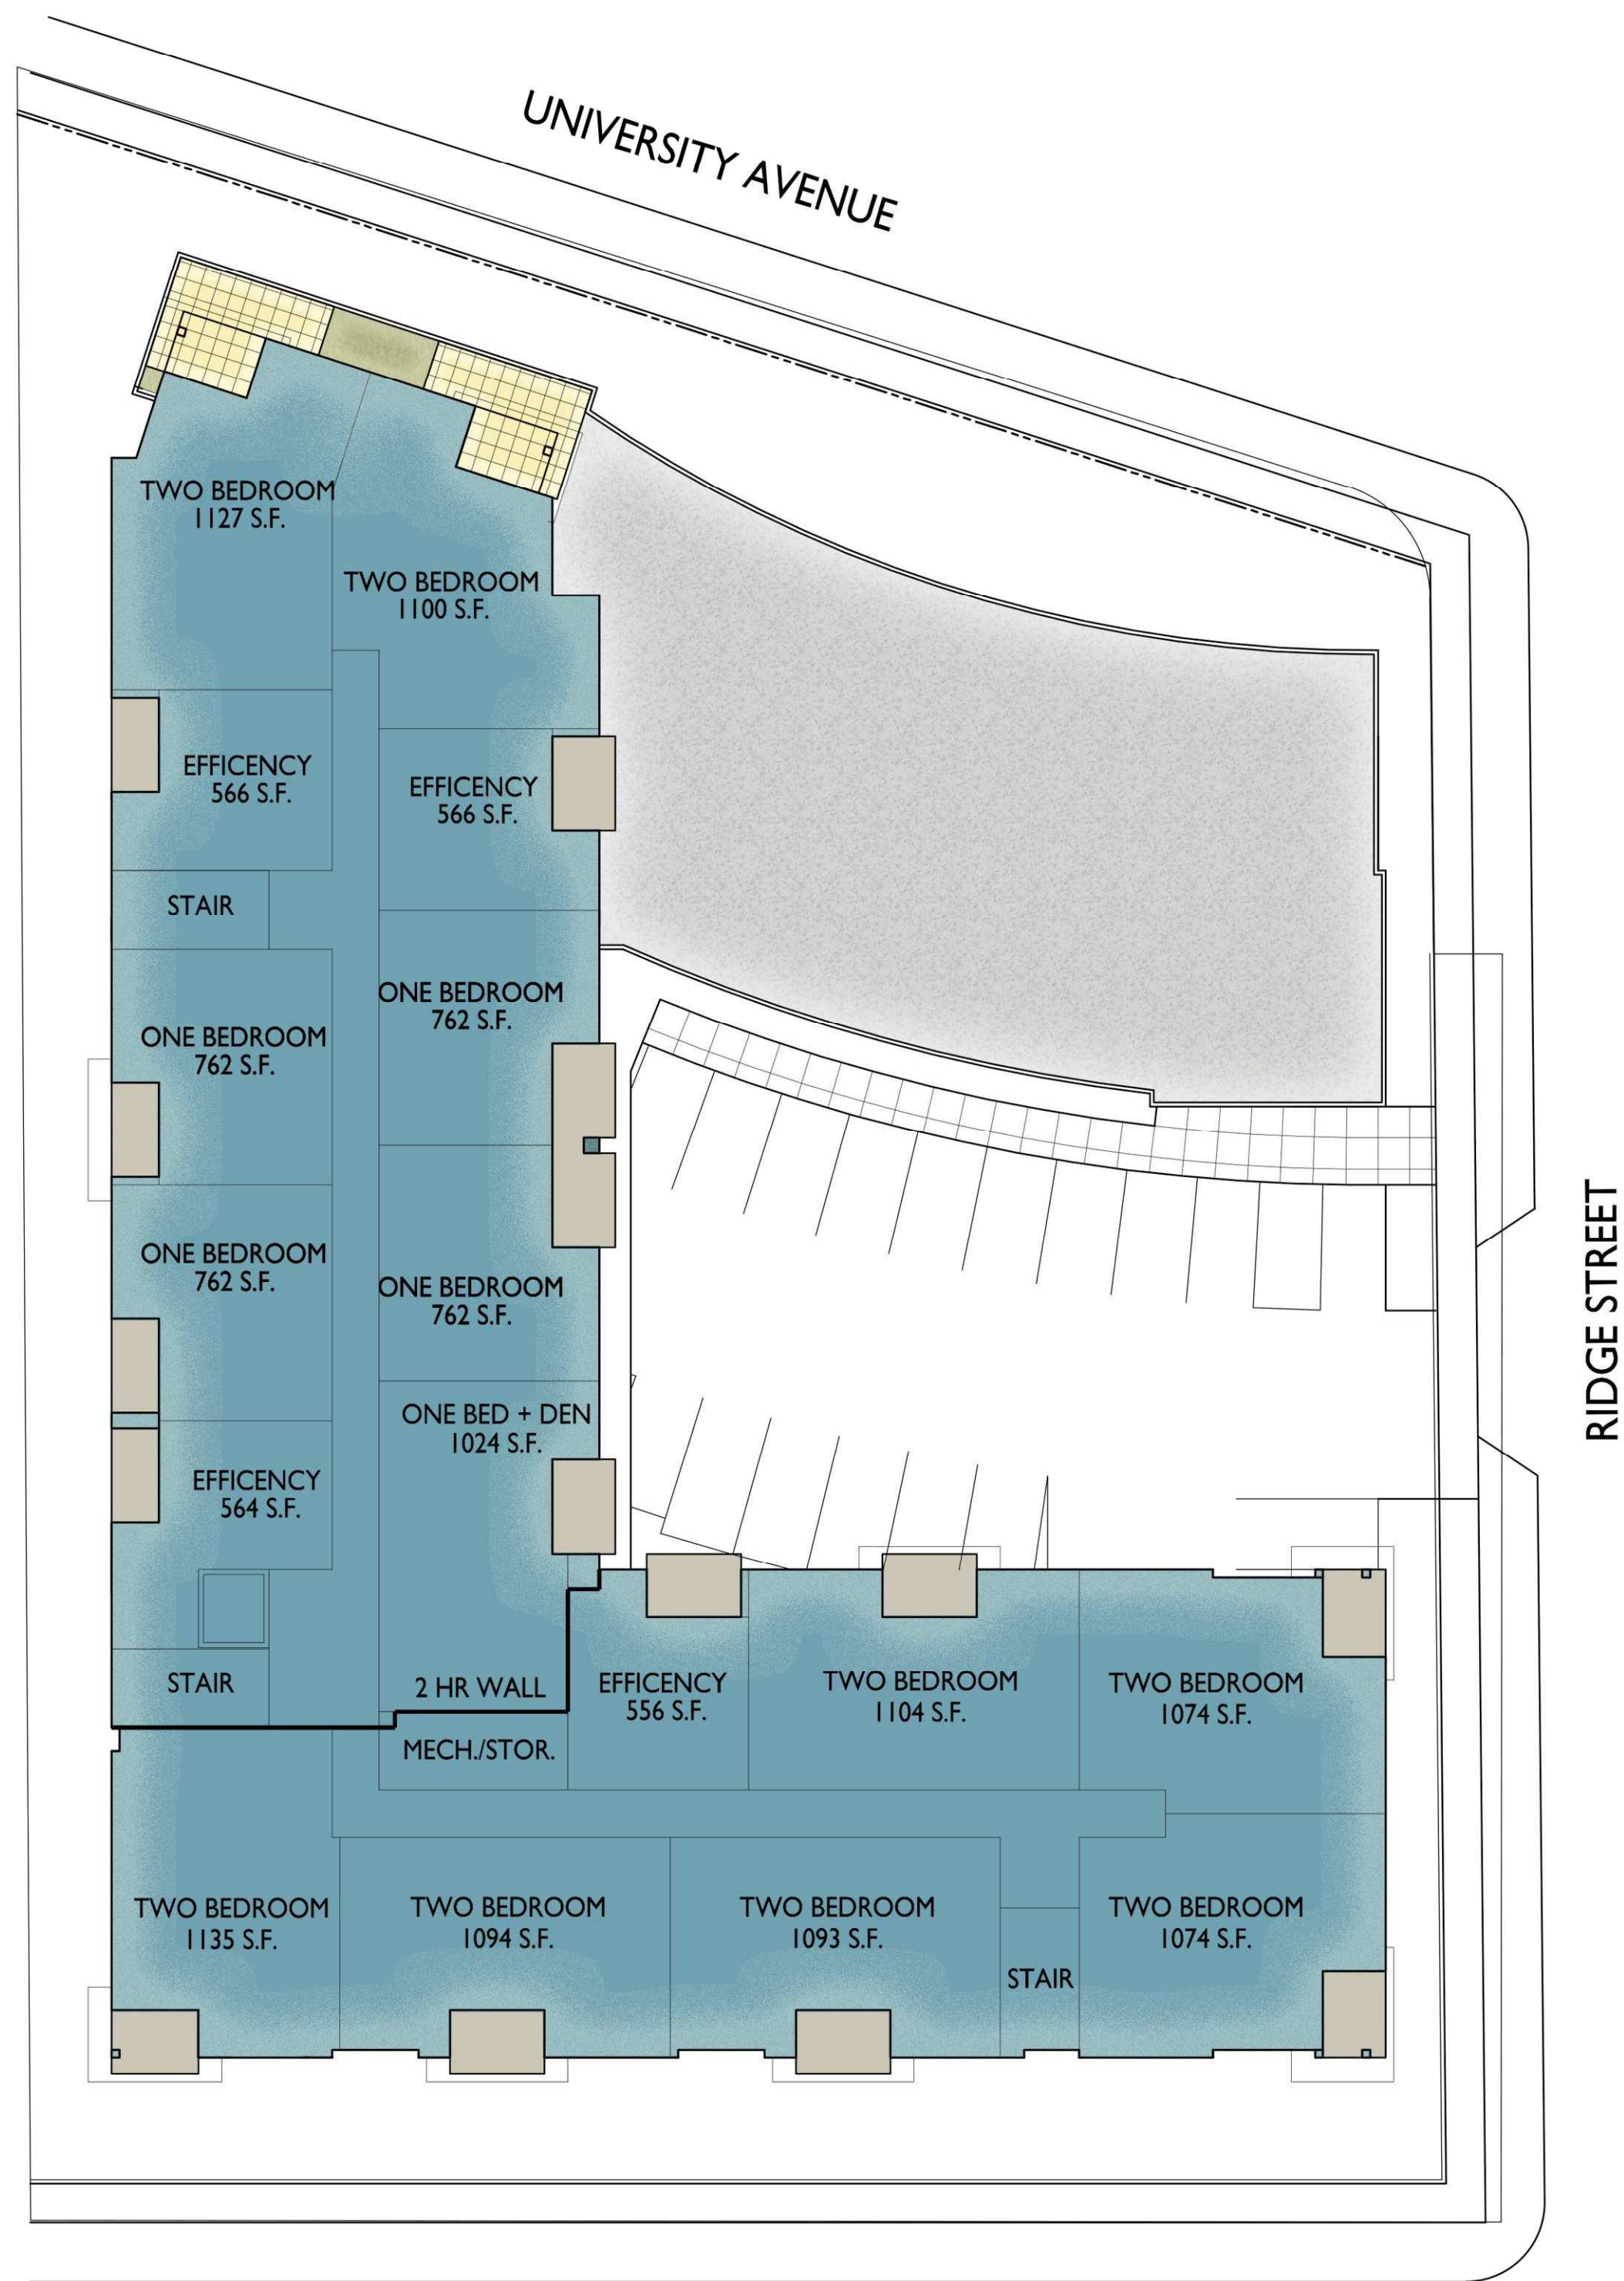 UNIVERSITY AVENUE
TWO BEDROOM
1127 S.F.
TWO BEDROOM
1100 S.F.
EFFICENCY
566 S.F.
EFFICENCY
566 S.F.
STAIR
ONE BEDROOM
762 S.F.
ONE BEDROOM
762 S.F.
ONE BEDROOM
762 S.F.
ONE BEDROOM
762 S.F.
RIDGE STREET
ONE BED + DEN
1024 S.F.
EFFICENCY
564 S.F.
STAIR
2 HR WALL
EFFICENCY
556 S.F.
TWO BEDROOM
1104 S.F.
TWO BEDROOM
1074 S.F.
MECH./STOR.
TWO BEDROOM
1135 S.F.
TWO BEDROOM
1094 S.F.
TWO BEDROOM
1093 S.F.
STAIR
TWO BEDROOM
1074 S.F.